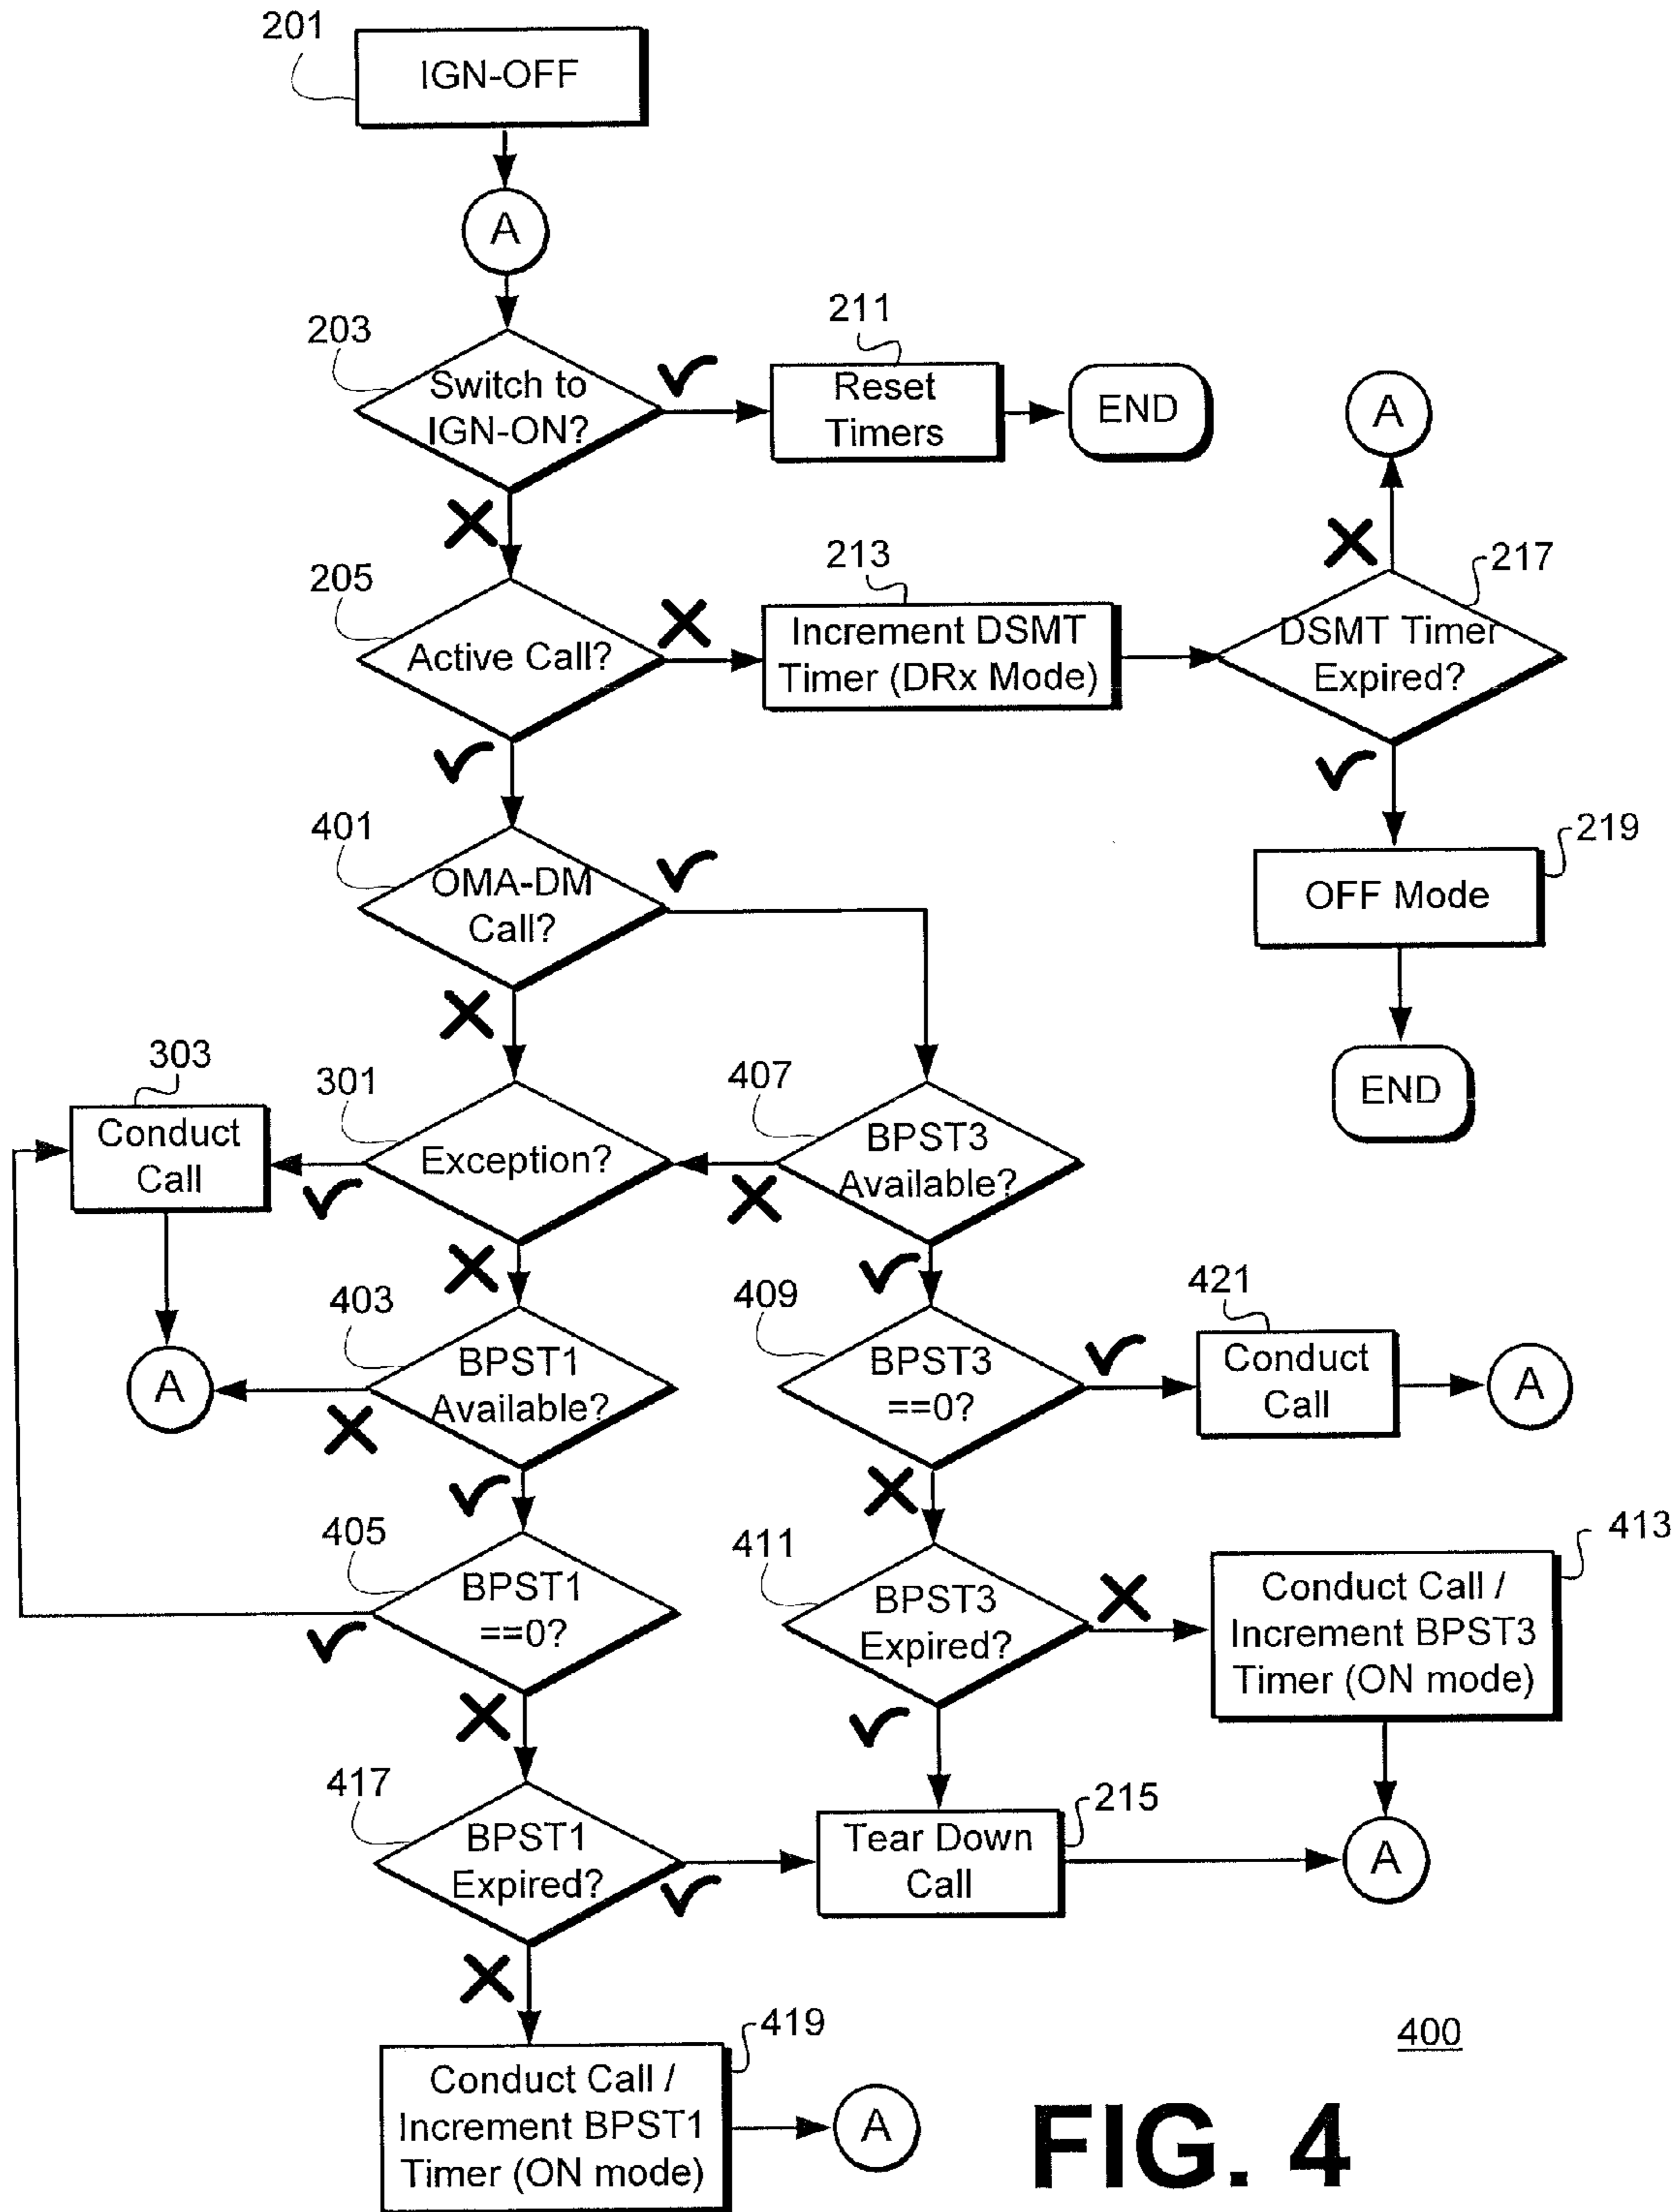 201
IGN-OFF
A
203
Switch to
IGN-ON?
211
Reset
Timers
END
A
205
Active Call?
213
Increment DSMT
Timer (DRx Mode)
217
DSMT Timer
Expired?
401
OMA-DM
Call?
219
OFF Mode
END
303
Conduct
Call
301
Exception?
407
BPST3
Available?
A
403
BPST1
Available?
409
BPST3
==0?
421
Conduct
Call
A
405
BPST1
==0?
411
BPST3
Expired?
413
Conduct Call /
Increment BPST3
Timer (ON mode)
417
BPST1
Expired?
215
Tear Down
Call
A
419
Conduct Call /
Increment BPST1
Timer (ON mode)
A
400
FIG. 4